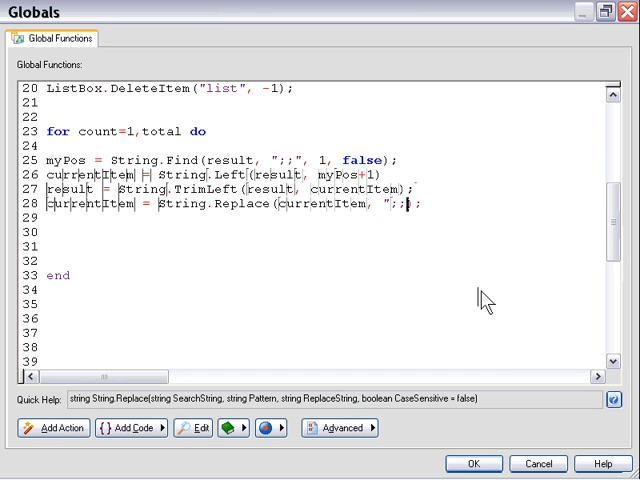 Globals
Global Functions
Global Functions:
20 ListBox.DeleteItem("list", -1);
21
22
23 for count=1,total do
24
25 myPos = String.Find(result, ";;", 1, false);
26 currentItem = String.Left(result, myPos+1)
27 result = String.TrimLeft(result, currentItem);
28 currentItem = String.Replace(currentItem, ";;);
29
30
31
32
33 end
34
35
36
37
38
39
Quick Help: string String.Replace(string SearchString, string Pattern, string ReplaceString, boolean CaseSensitive = false)
Add Action { } Add Code Edit Advanced
OK Cancel Help